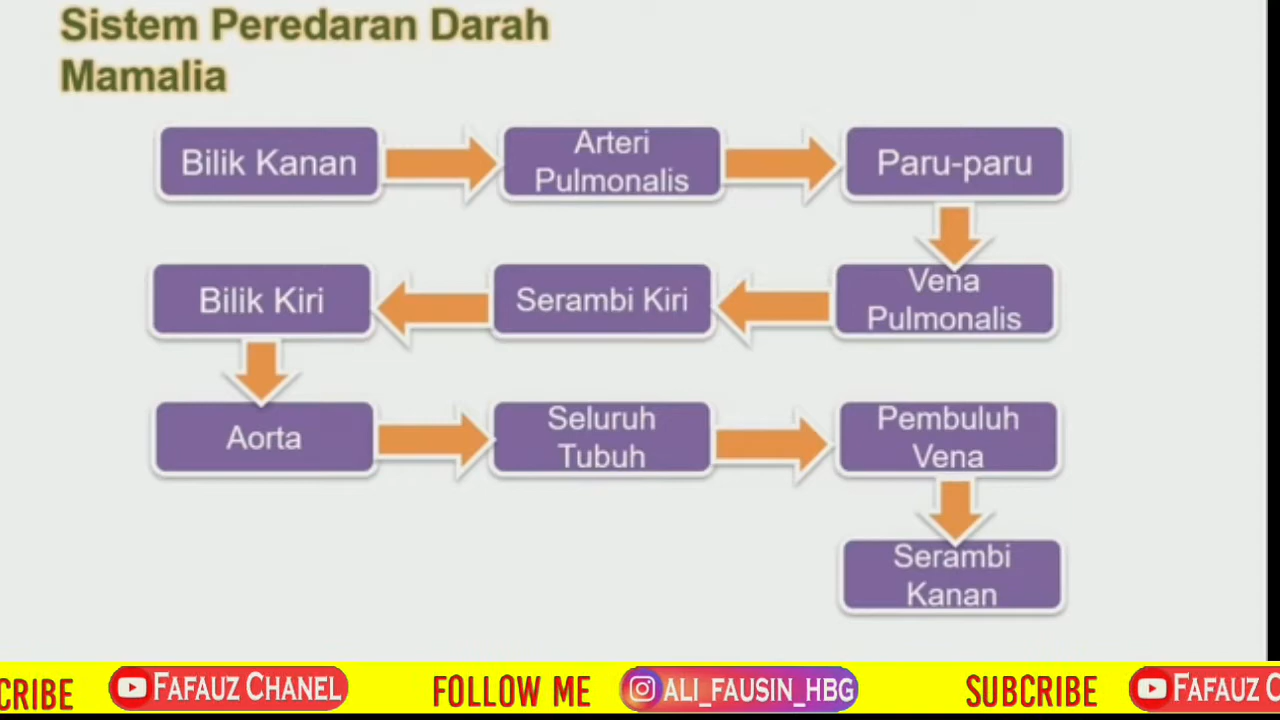 Sistem Peredaran Darah
Mamalia
Bilik Kanan
Arteri
Pulmonalis
Paru-paru
Bilik Kiri
Serambi Kiri
Vena
Pulmonalis
Aorta
Seluruh
Tubuh
Pembuluh
Vena
Serambi
Kanan
CRIBE FAFAUZ CHANEL FOLLOW ME ALI_FAUSIN_HBG SUBCRIBE FAFAUZ C